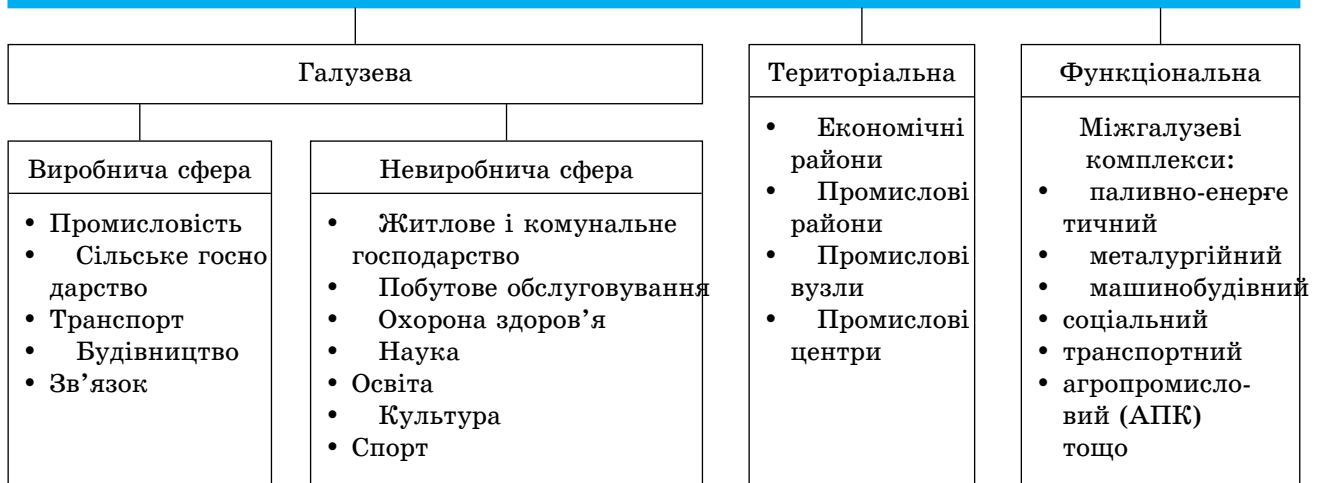 Галузева
Територіальна
Функціональна
Виробнича сфера
• Промисловість
• Сільське госпо
дарство
• Транспорт
• Будівництво
• Зв’язок
Невиробнича сфера
• Житлове і комунальне
господарство
• Побутове обслуговування
• Охорона здоров’я
• Наука
• Освіта
• Культура
• Спорт
• Економічні
райони
• Промислові
райони
• Промислові
вузли
• Промислові
центри
Міжгалузеві
комплекси:
• паливно-енерге
тичний
• металургійний
• машинобудівний
• соціальний
• транспортний
• агропромисло-
вий (АПК)
тощо